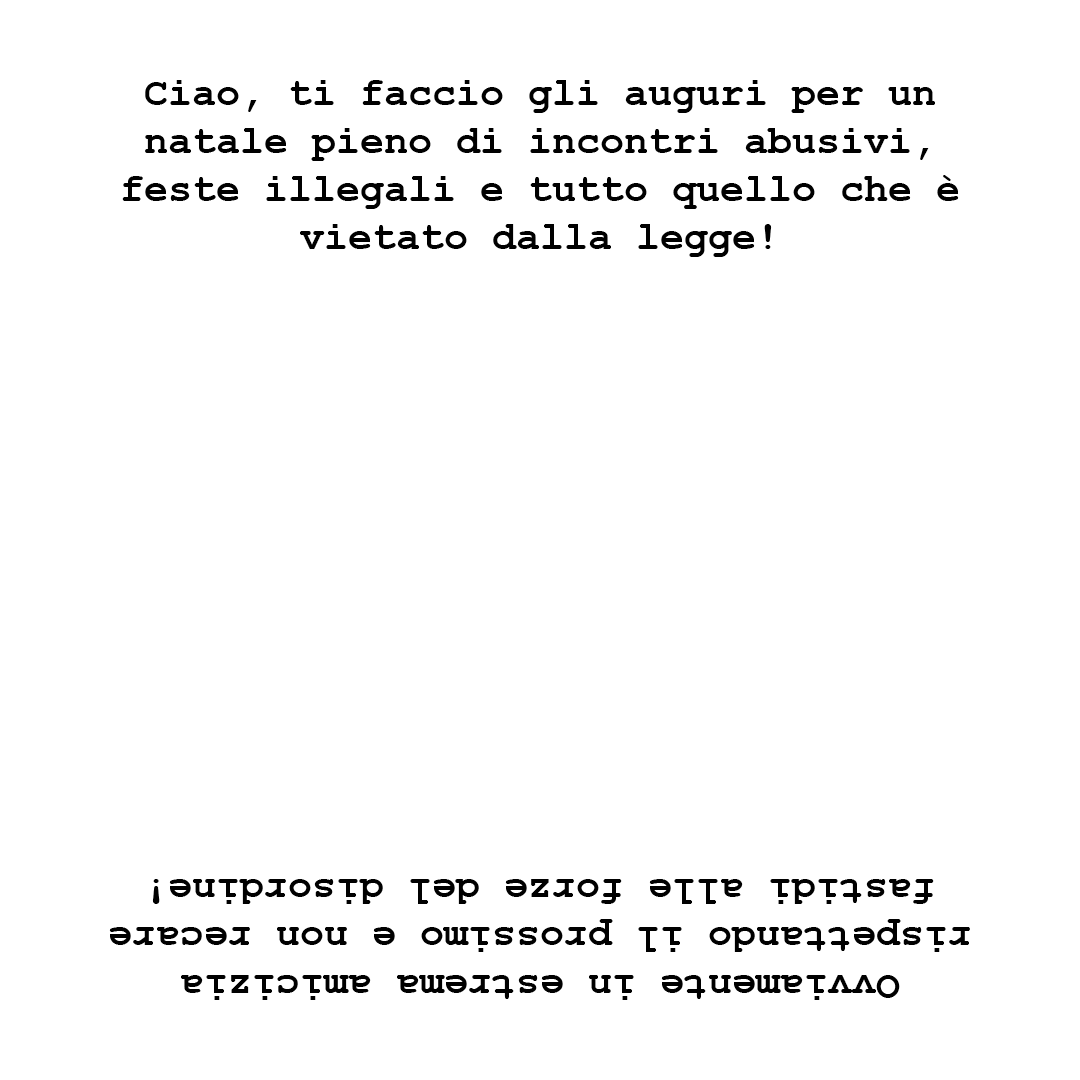 Ciao, ti faccio gli auguri per un
natale pieno di incontri abusivi,
feste illegali e tutto quello che è
vietato dalla legge!
Ovviamente in estrema amicizia
rispettando il prossimo e non recare
fastidi alle forze del disordine!